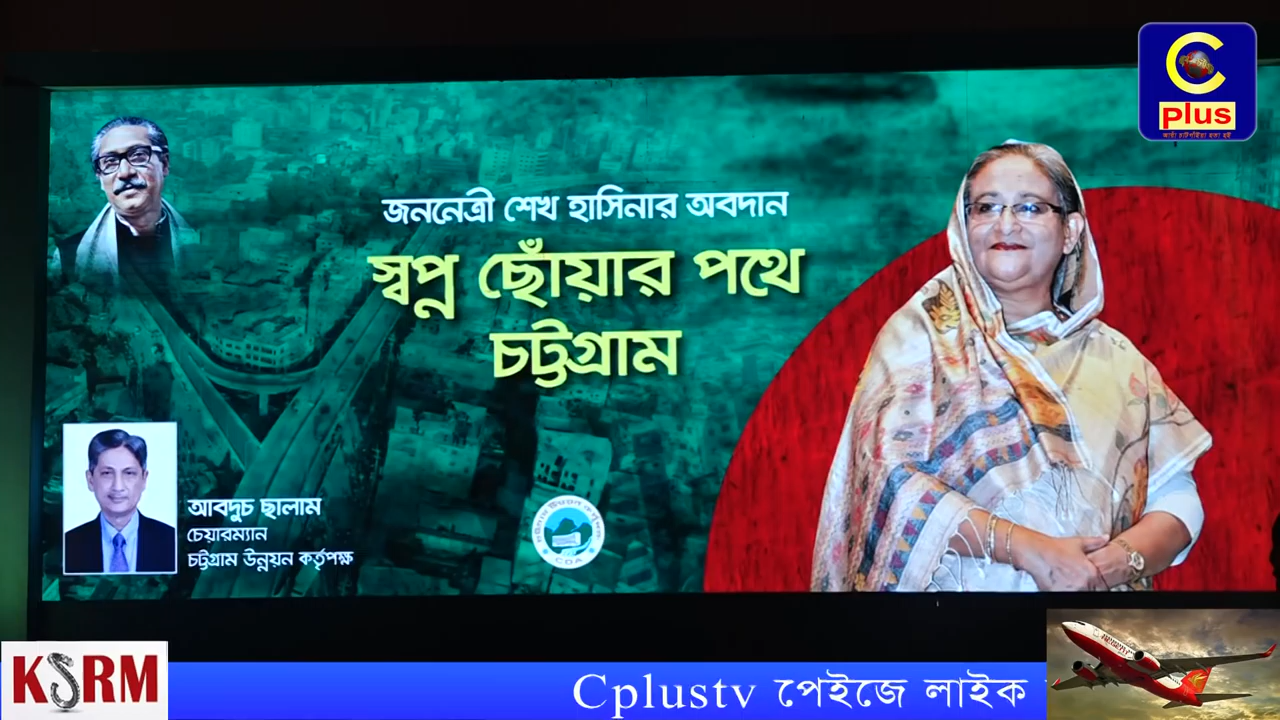 C
plus
জননেত্রী শেখ হাসিনার অবদান
স্বপ্ন ছোঁয়ার পথে
চট্টগ্রাম
আবদুচ ছালাম
চেয়ারম্যান
চট্টগ্রাম উন্নয়ন কর্তৃপক্ষ
CDA
KSRM
Cplustv পেইজে লাইক